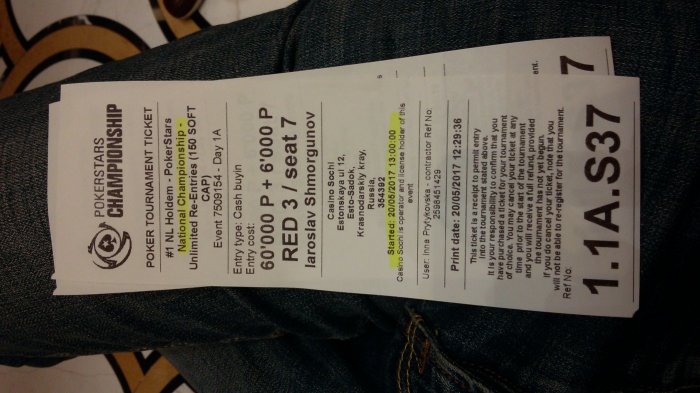 POKERSTARS
CHAMPIONSHIP
POKER TOURNAMENT TICKET
#1 NL Holdem - PokerStars
National Championship -
Unlimited Re-Entries (160 SOFT
CAP)
Event 7509154 - Day 1A
Entry type: Cash buyin
Entry cost:
60'000 P + 6'000 P
RED 3 / seat 7
Iaroslav Shmorgunov
Casino Sochi
Estonskaya ul 12,
Esto-Sadok,
Krasnodarskiy kray,
Russia,
354392
Started: 20/05/2017 13:00:00
Casino Sochi is operator and license holder of this
event
User: Inna Prytykovska - contractor Ref No:
2598451429
Print date: 20/05/2017 12:29:36
This ticket is a receipt to permit entry
into the tournament stated above.
It is your responsibility to confirm that you
have purchased a ticket for your tournament
of choice. You may cancel your ticket at any
time prior to the start of the tournament
and you will receive a full refund, provided
the tournament has not yet begun.
If you do cancel your ticket, note that you
will not be able to re-register for the tournament.
Ref No.
1.1A.S37
s
ent.
7